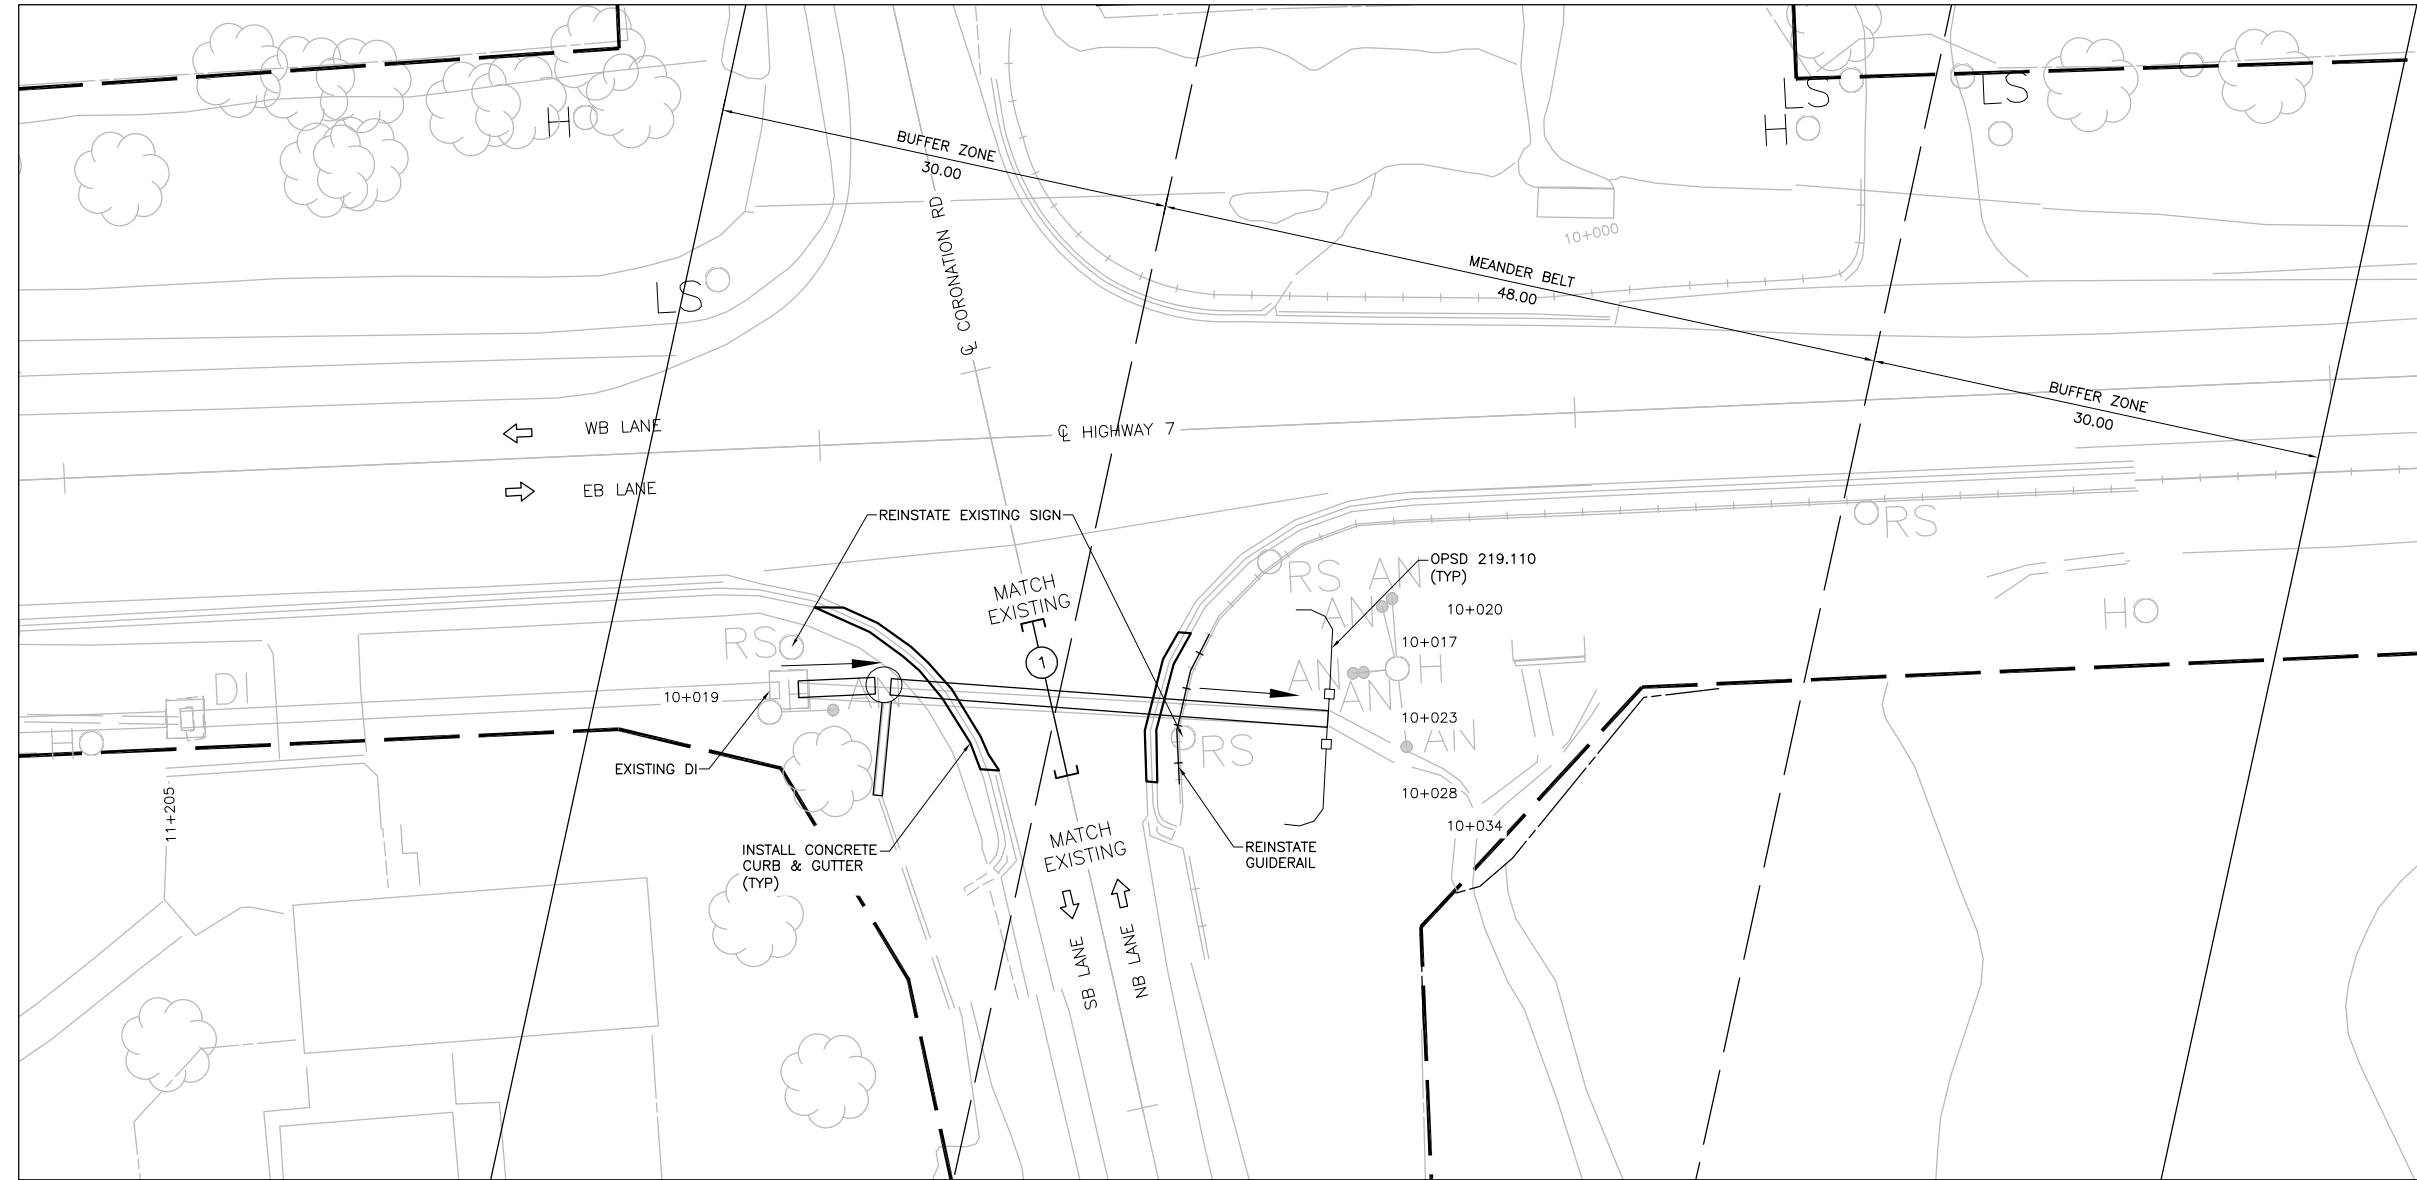 LS
LS
H
H
BUFFER ZONE
30.00
℄ CORONATION RD
10+000
MEANDER BELT
48.00
LS
BUFFER ZONE
30.00
WB LANE
℄ HIGHWAY 7
EB LANE
REINSTATE EXISTING SIGN
RS
OPSD 219.110
(TYP)
RS
AN
MATCH
EXISTING
AN
10+020
H
10+017
RS
1
AN
H
DI
10+019
AN
AN
10+023
H
RS
AN
EXISTING DI
10+028
11+205
10+034
MATCH
EXISTING
INSTALL CONCRETE
CURB & GUTTER
(TYP)
REINSTATE
GUIDERAIL
SB LANE
NB LANE